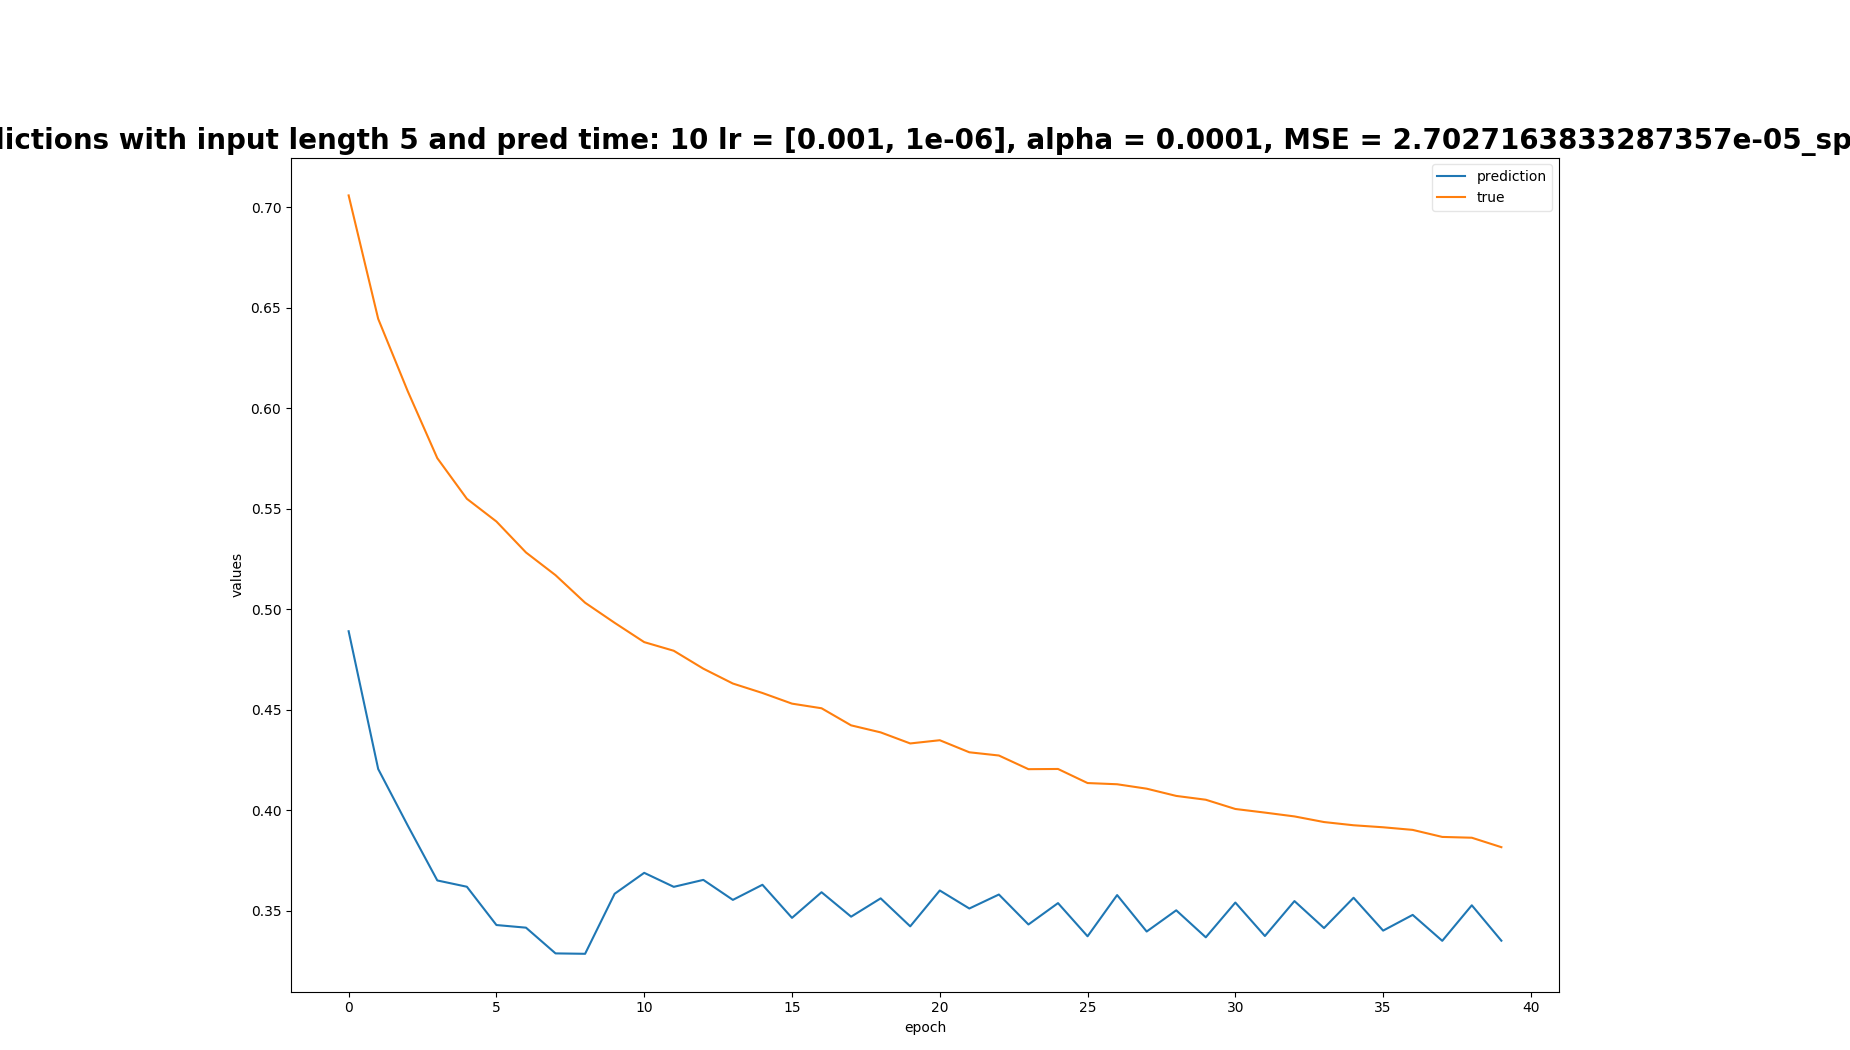 with input length 5 and pred time: 10 lr = [0.001, 1e-06], alpha = 0.0001, MSE = 2.7027163833287357e-05_sp
prediction
true
0.70
0.65
0.60
0.55
0.50
0.45
0.40
0.35
values
0 5 10 15 20 25 30 35 40
epoch